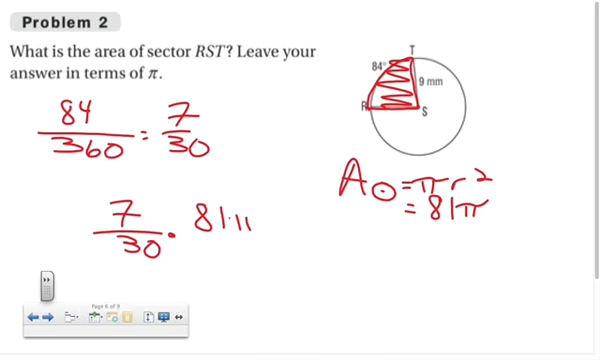 Problem 2
What is the area of sector RST? Leave your
answer in terms of π.
84/360 = 7/30
7/30 · 81π
T
84°
9 mm
R
S
A⊙ = πr²
= 81π
Page 6 of 9